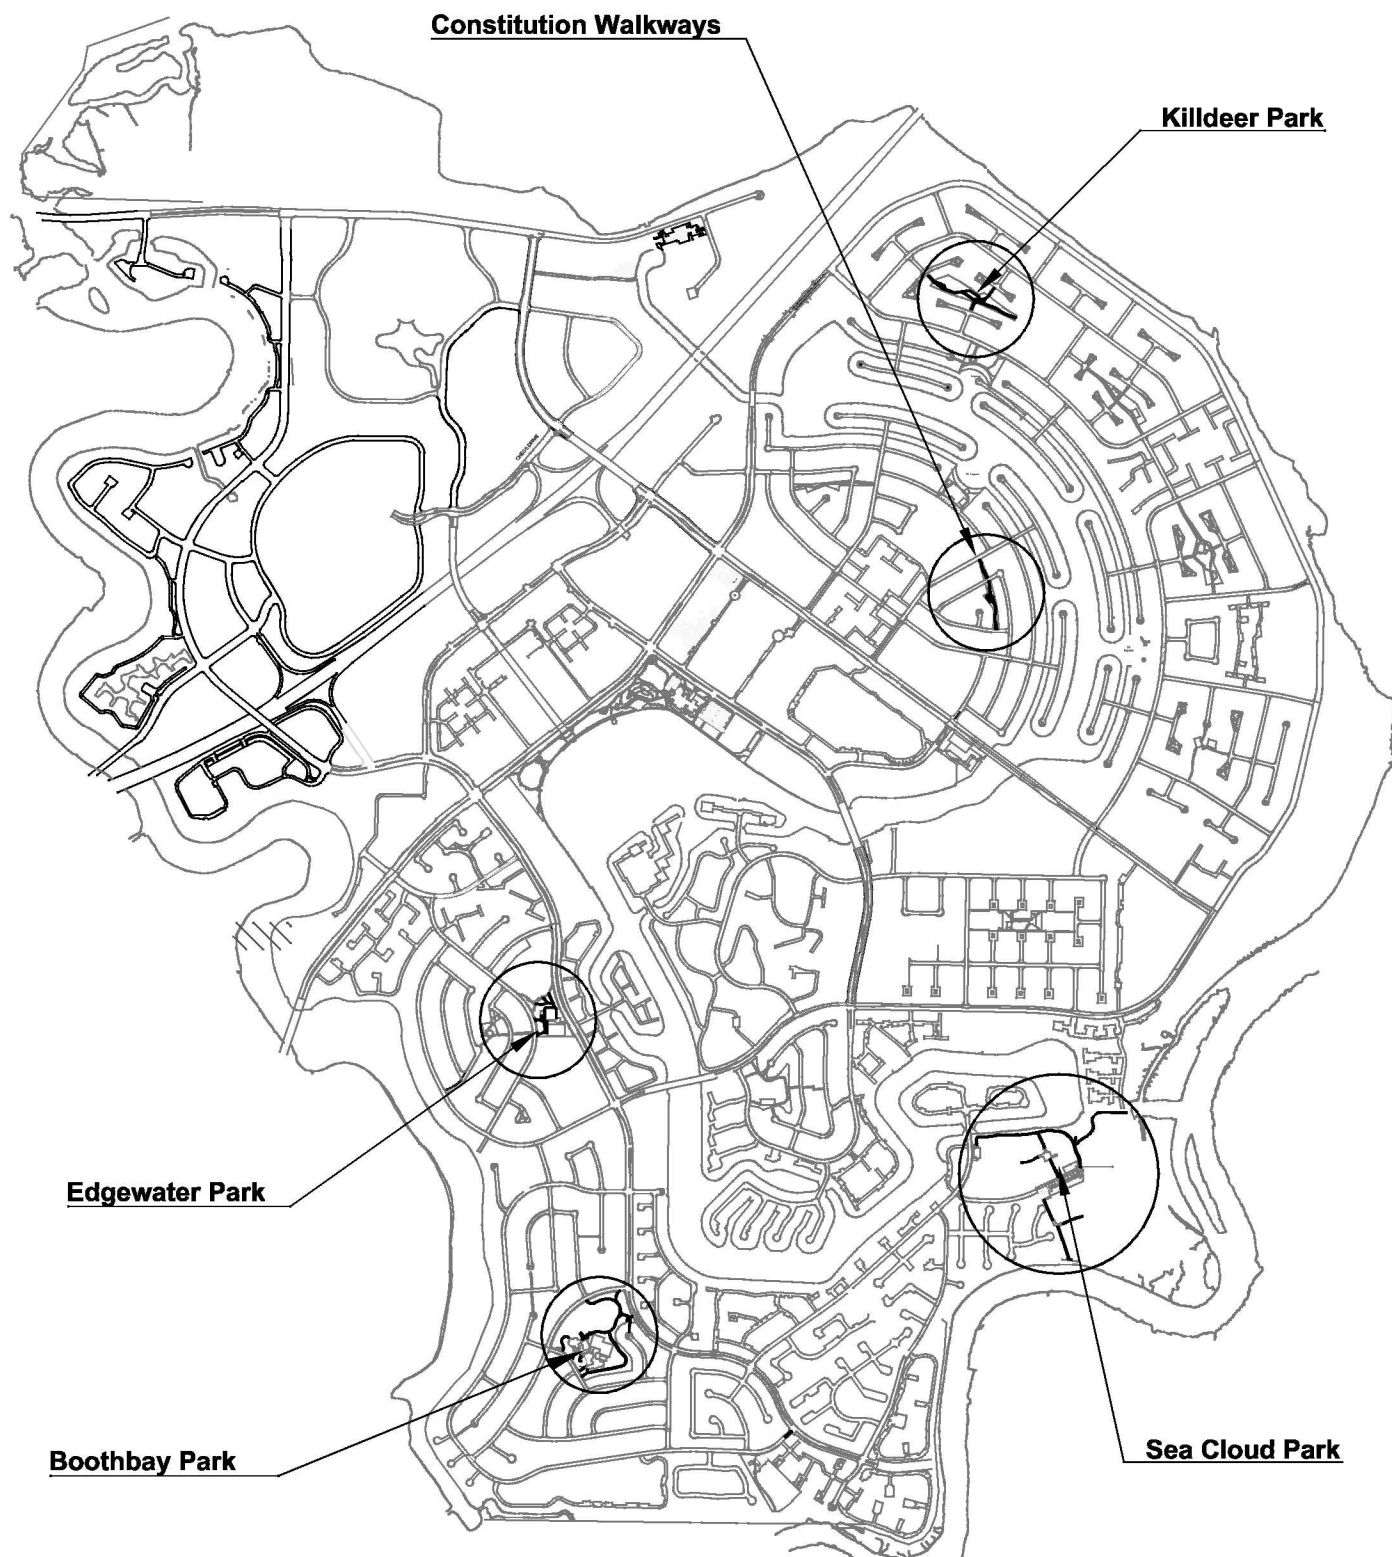 Constitution Walkways
Killdeer Park
Edgewater Park
Boothbay Park
Sea Cloud Park